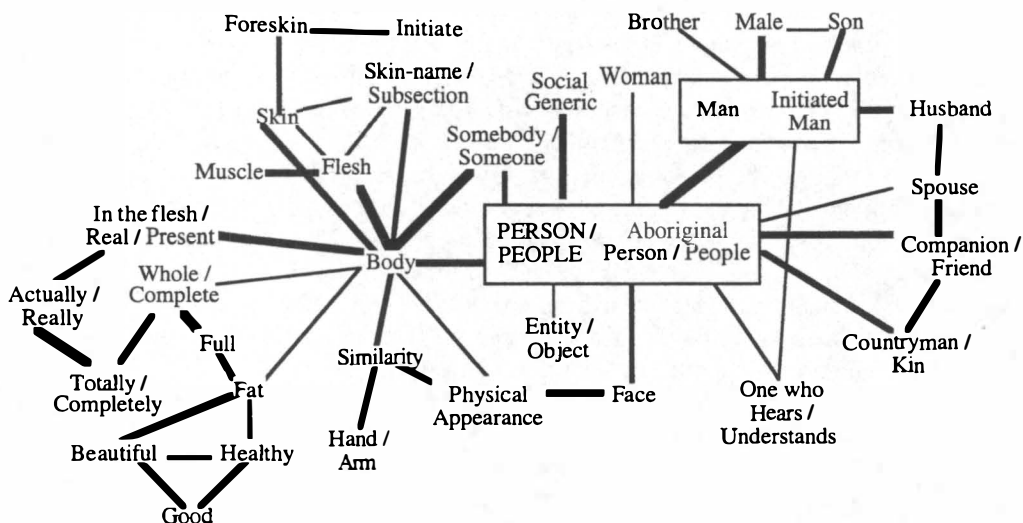 Foreskin
Initiate
Brother
Male
Son
Skin-name /
Subsection
Social
Generic
Woman
Skin
Man
Initiated
Man
Husband
Somebody /
Someone
Muscle
Flesh
Spouse
In the flesh /
Real / Present
PERSON /
PEOPLE
Aboriginal
Person / People
Companion /
Friend
Body
Whole /
Complete
Actually /
Really
Full
Entity /
Object
Countryman /
Kin
Similarity
Totally /
Completely
Fat
Physical
Appearance
Face
One who
Hears /
Understands
Hand /
Arm
Beautiful
Healthy
Good